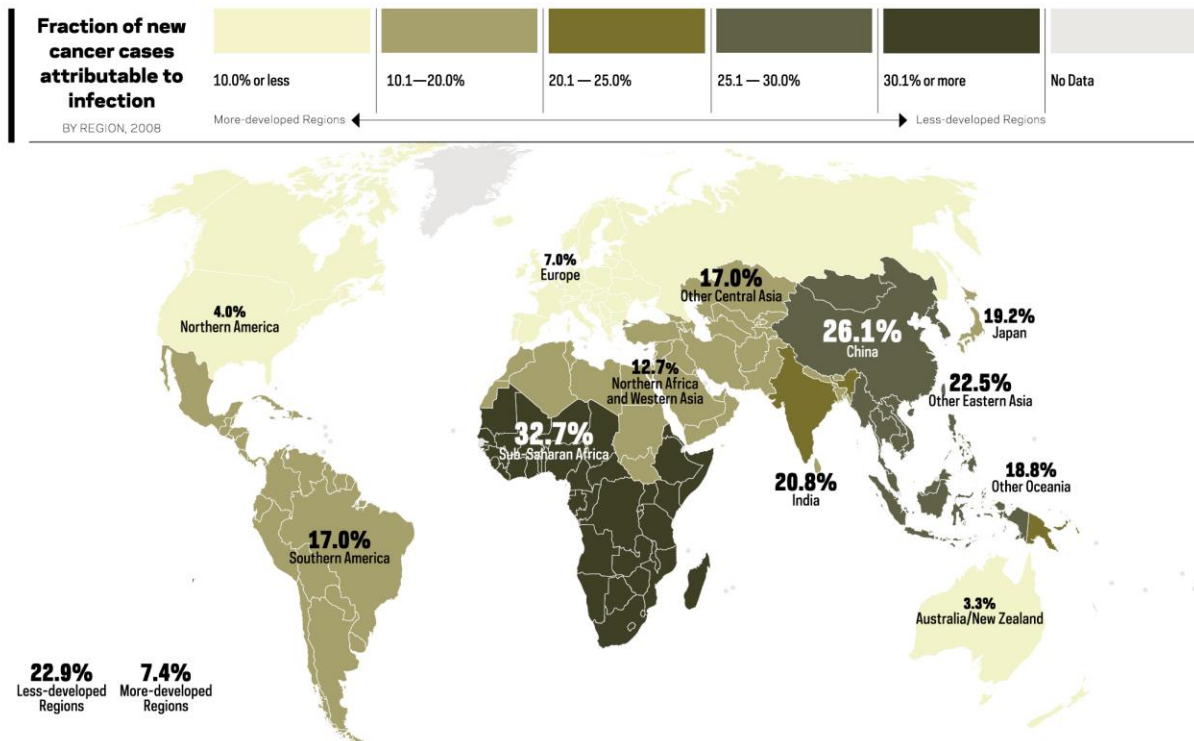 Fraction of new
cancer cases
attributable to
infection
BY REGION, 2008
10.0% or less
10.1—20.0%
20.1 — 25.0%
25.1 — 30.0%
30.1% or more
No Data
More-developed Regions
Less-developed Regions
7.0%
Europe
4.0%
Northern America
17.0%
Other Central Asia
26.1%
China
19.2%
Japan
12.7%
Northern Africa
and Western Asia
22.5%
Other Eastern Asia
32.7%
Sub-Saharan Africa
20.8%
India
18.8%
Other Oceania
17.0%
Southern America
3.3%
Australia/New Zealand
22.9%
Less-developed
Regions
7.4%
More-developed
Regions